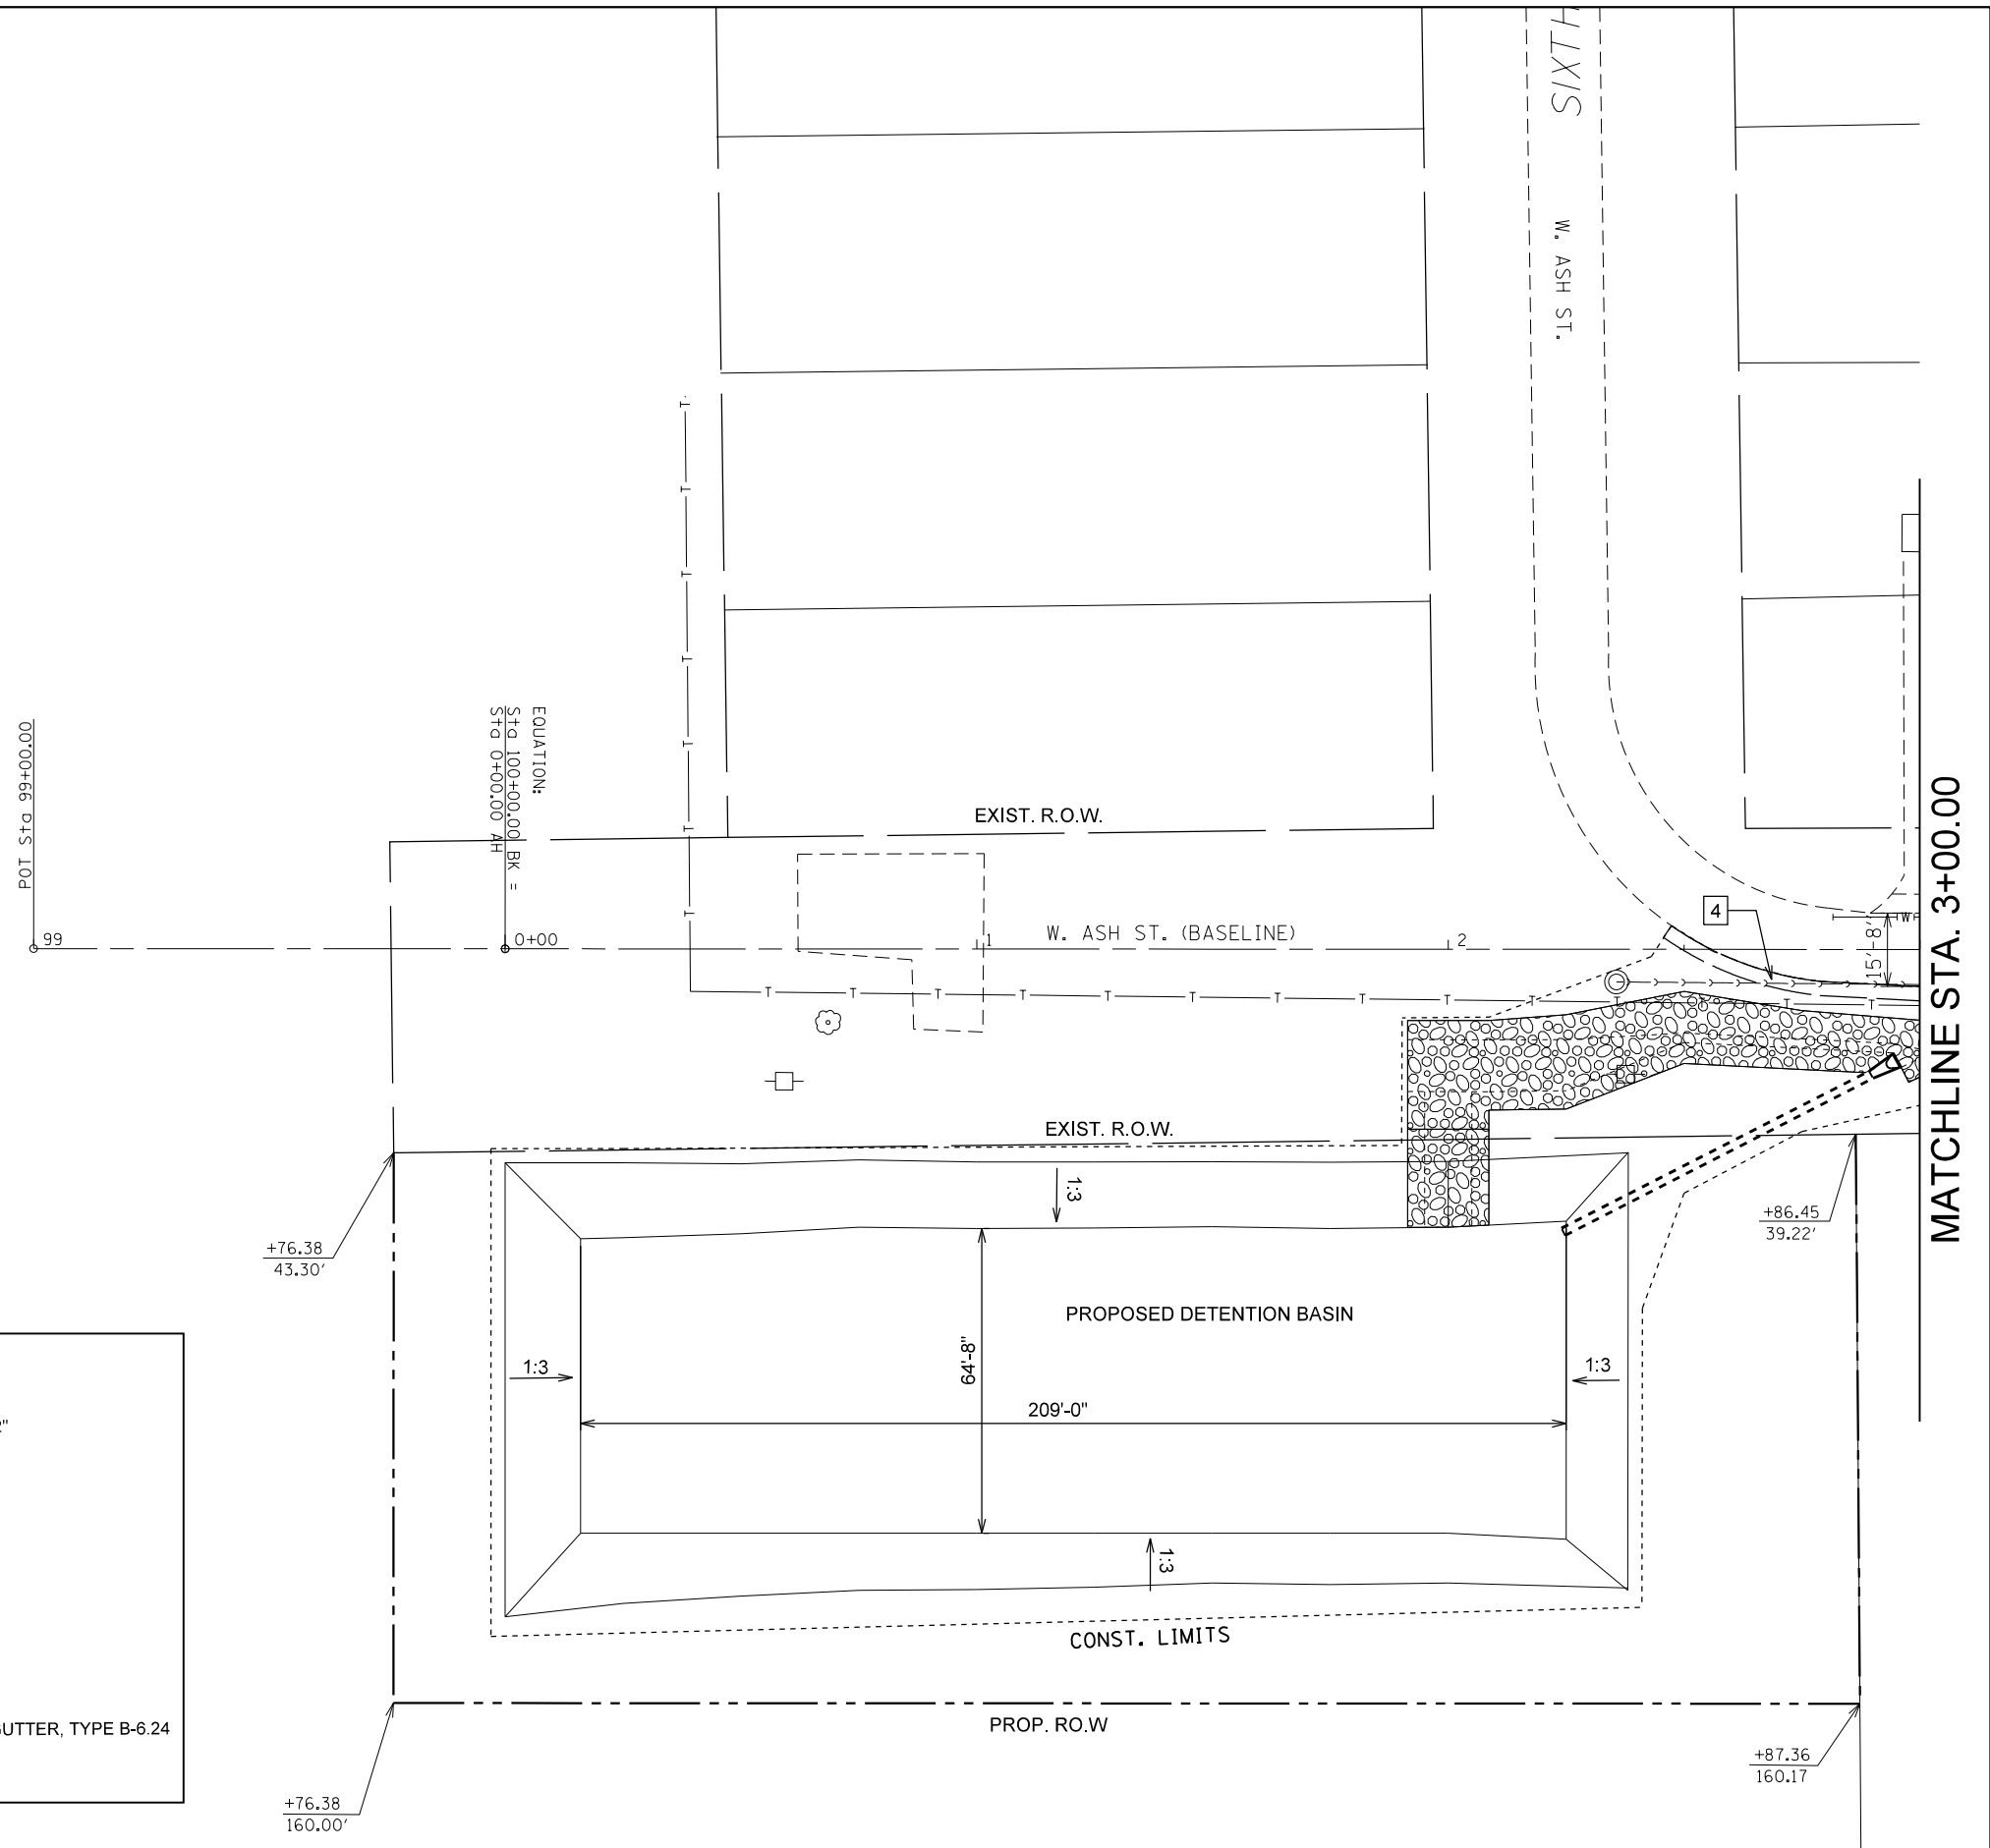 SIXTH
W. ASH ST.
POT Sta 99+00.00
EQUATION:
Sta 100+00.00 BK =
Sta 0+00.00 AH
EXIST. R.O.W.
99
0+00
1
W. ASH ST. (BASELINE)
2
4
W
15'-8"
MATCHLINE STA. 3+00.00
T T T T T T T
T T T T T T T T T T T T T T
EXIST. R.O.W.
1:3
+76.38
43.30'
+86.45
39.22'
PROPOSED DETENTION BASIN
64'-8"
1:3
1:3
209'-0"
1:3
CONST. LIMITS
PROP. RO.W
GUTTER, TYPE B-6.24
+87.36
160.17
+76.38
160.00'